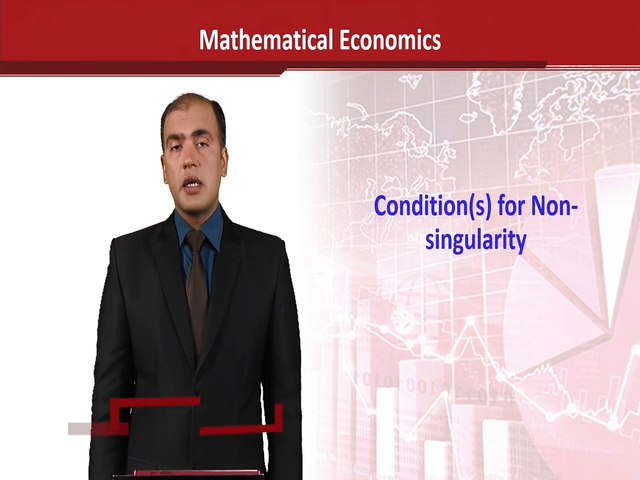 Mathematical Economics
Condition(s) for Non-
singularity